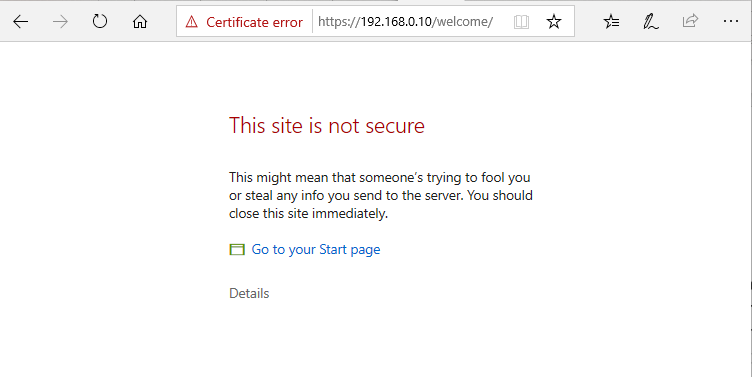 Certificate error https://192.168.0.10/welcome/
This site is not secure
This might mean that someone's trying to fool you
or steal any info you send to the server. You should
close this site immediately.
Go to your Start page
Details